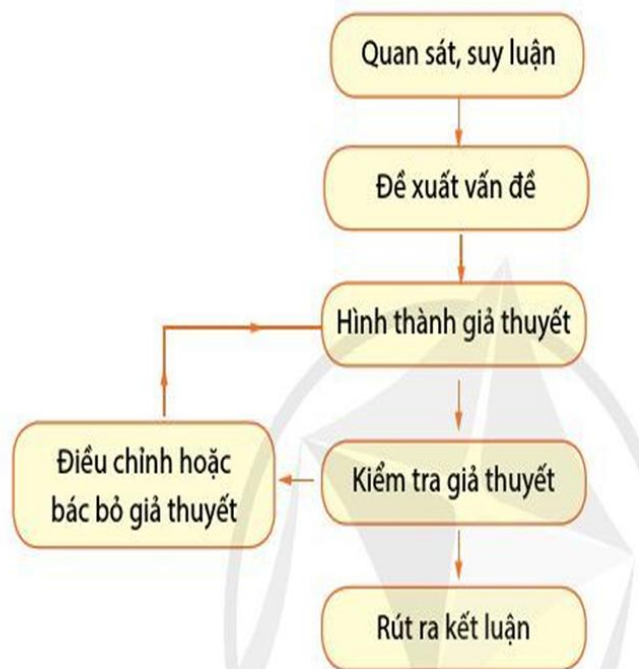 Quan sát, suy luận
Đề xuất vấn đề
Hình thành giả thuyết
Điều chỉnh hoặc
bác bỏ giả thuyết
Kiểm tra giả thuyết
Rút ra kết luận